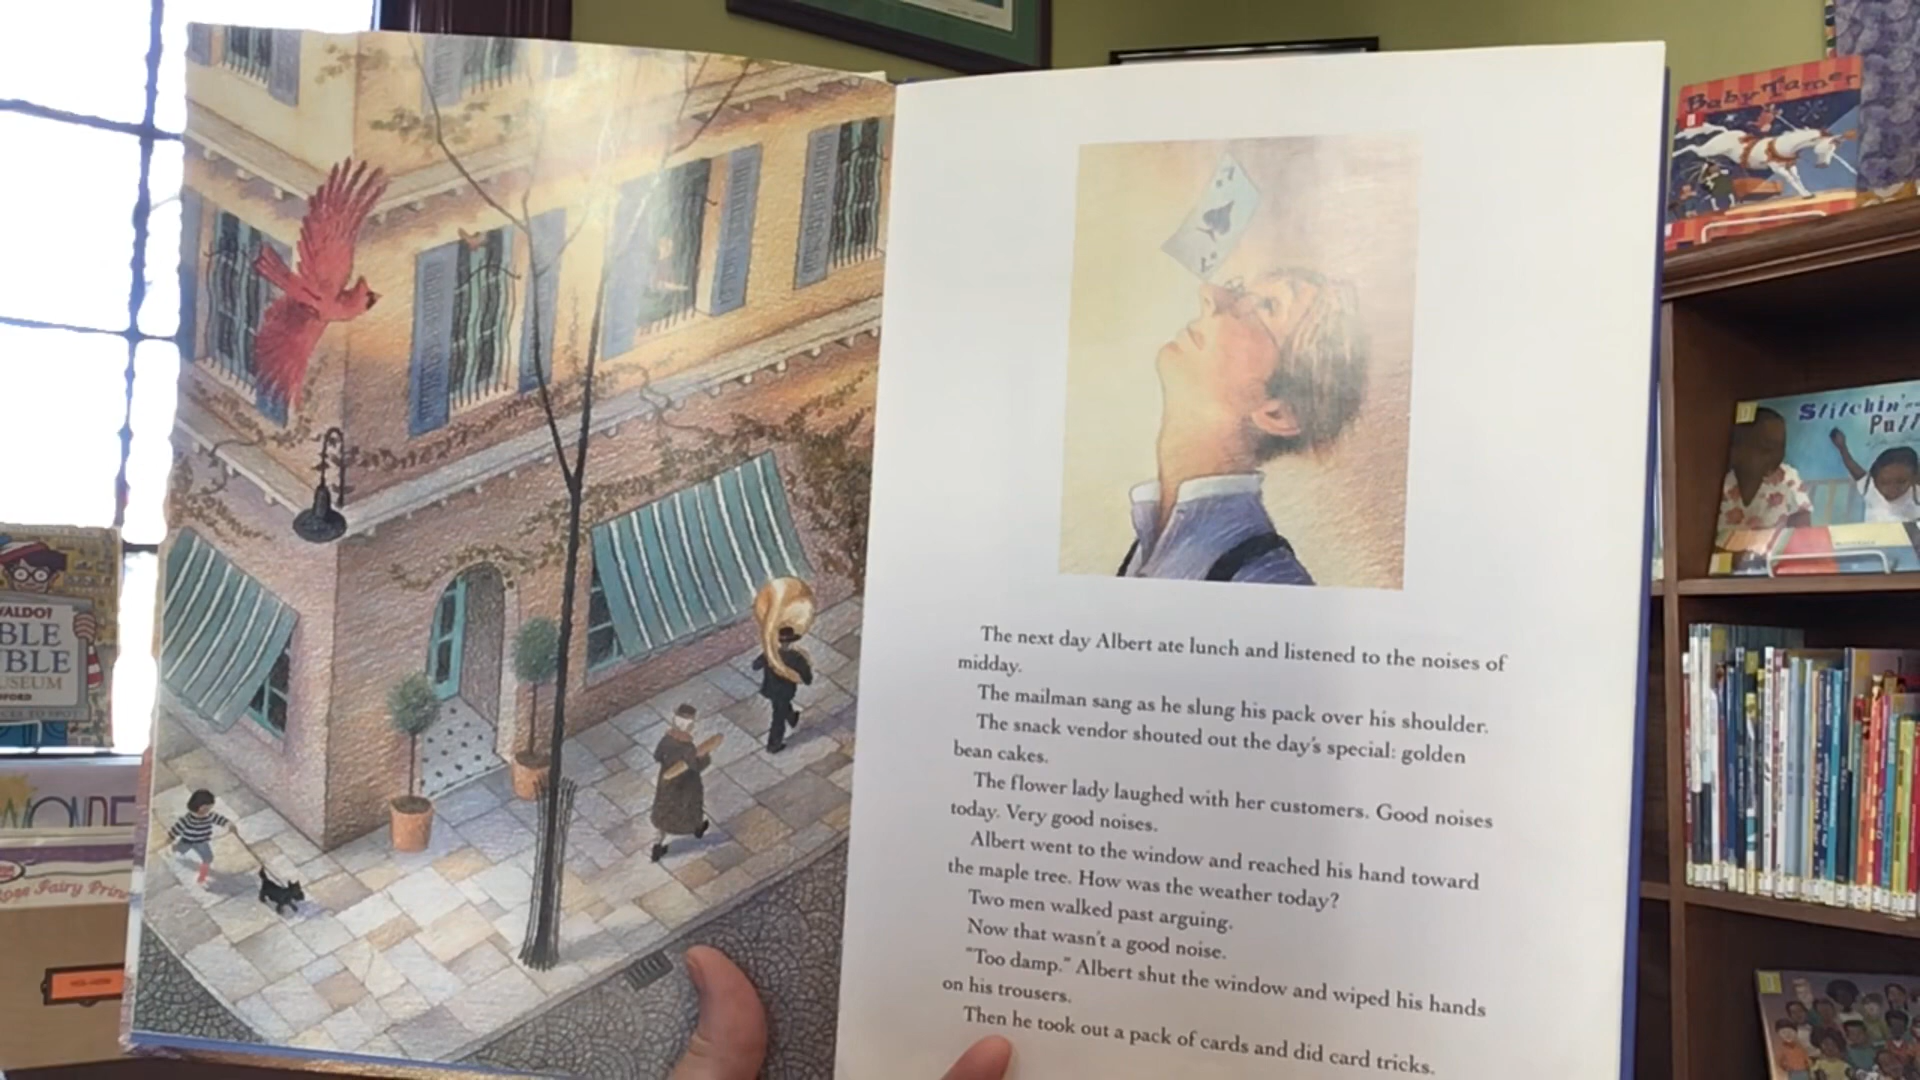 The next day Albert ate lunch and listened to the noises of
midday.
The mailman sang as he slung his pack over his shoulder.
The snack vendor shouted out the day's special: golden
bean cakes.
The flower lady laughed with her customers. Good noises
today. Very good noises.
Albert went to the window and reached his hand toward
the maple tree. How was the weather today?
Two men walked past arguing.
Now that wasn't a good noise.
"Too damp." Albert shut the window and wiped his hands
on his trousers.
Then he took out a pack of cards and did card tricks.
Baby Tamer
Stitchin'
Pull
WALDO?
BLE
UBLE
USEUM
Fairy Prin